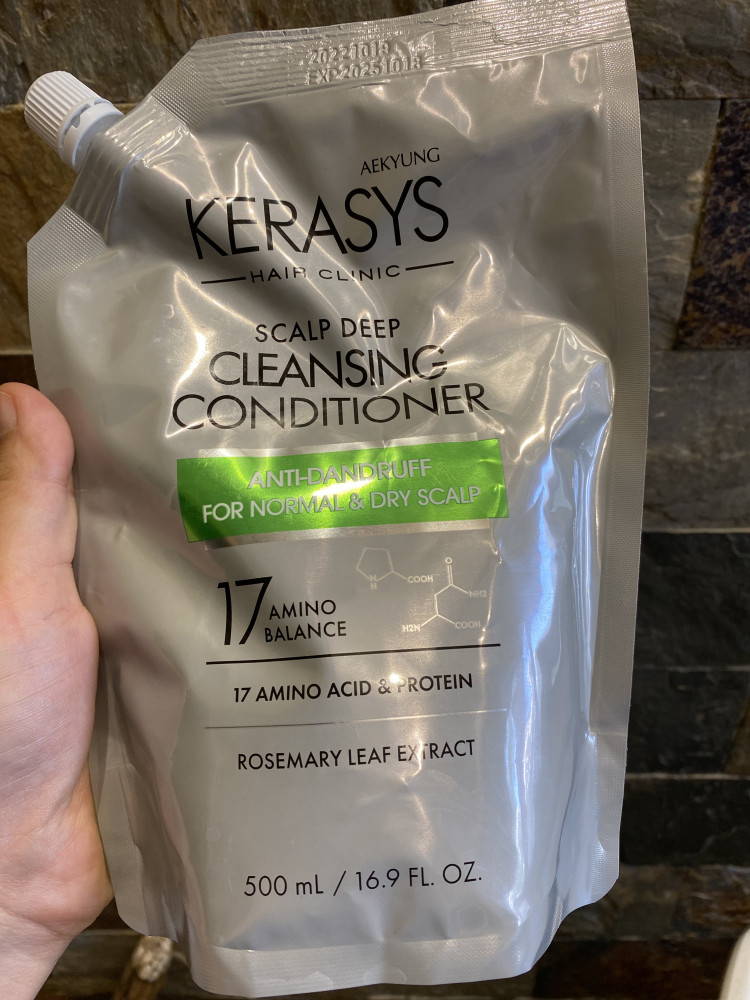 20221018
EXP20251018
AEKYUNG
KERASYS
HAIR CLINIC
SCALP DEEP
CLEANSING
CONDITIONER
ANTI-DANDRUFF
FOR NORMAL & DRY SCALP
17 AMINO
BALANCE
N
H
COOH
O
NH2
H2N
COOH
17 AMINO ACID & PROTEIN
ROSEMARY LEAF EXTRACT
500 mL / 16.9 FL. OZ.